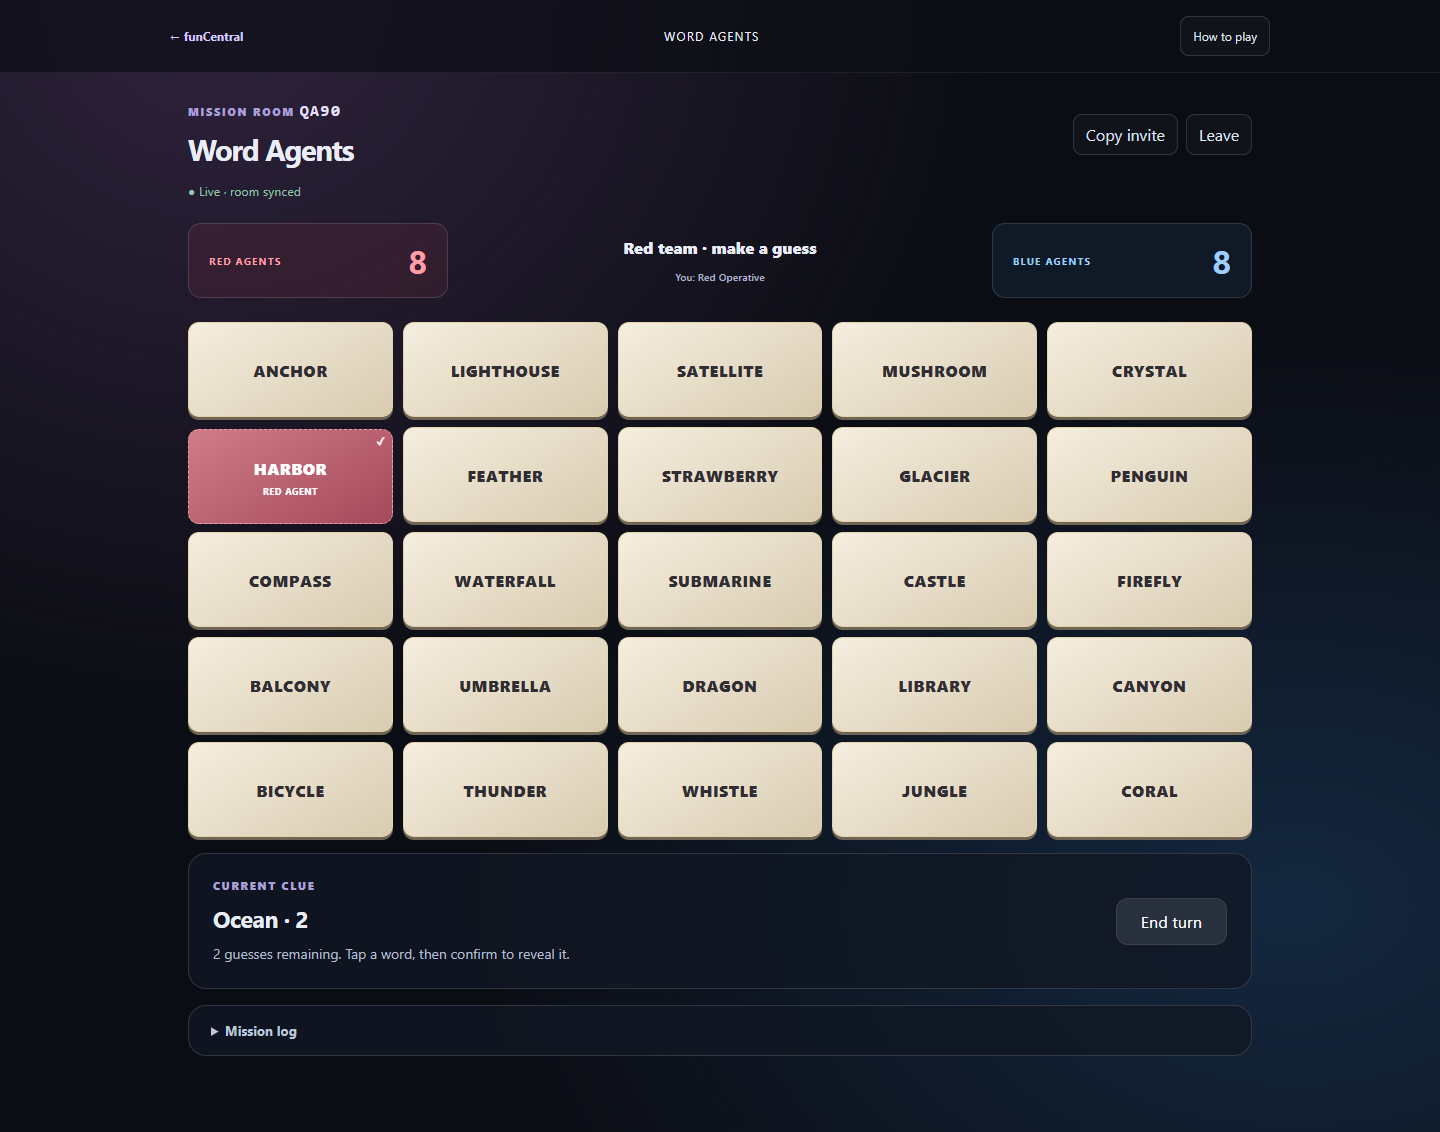 ← funCentral
WORD AGENTS
How to play
MISSION ROOM QA90
Word Agents
Copy invite
Leave
● Live · room synced
RED AGENTS 8
Red team · make a guess
You: Red Operative
BLUE AGENTS 8
ANCHOR
LIGHTHOUSE
SATELLITE
MUSHROOM
CRYSTAL
✓
HARBOR
RED AGENT
FEATHER
STRAWBERRY
GLACIER
PENGUIN
COMPASS
WATERFALL
SUBMARINE
CASTLE
FIREFLY
BALCONY
UMBRELLA
DRAGON
LIBRARY
CANYON
BICYCLE
THUNDER
WHISTLE
JUNGLE
CORAL
CURRENT CLUE
Ocean · 2
2 guesses remaining. Tap a word, then confirm to reveal it.
End turn
▶ Mission log